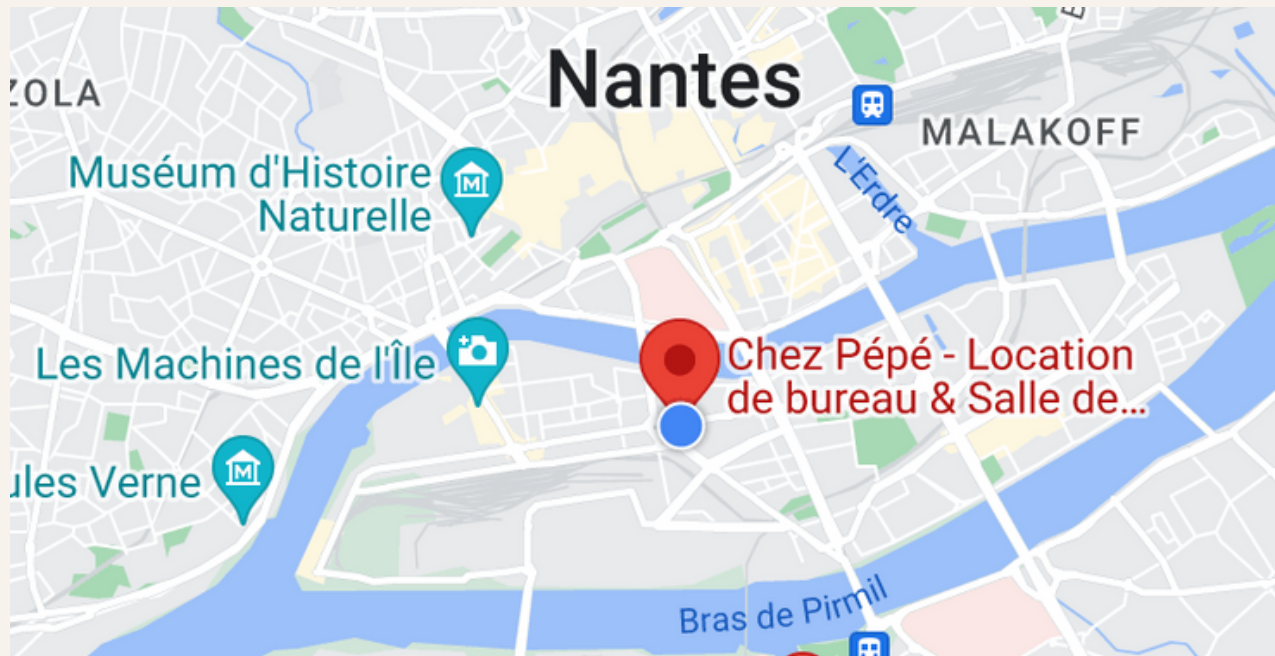 Nantes
ZOLA
MALAKOFF
Muséum d'Histoire
Naturelle
L'Erdre
Les Machines de l'Île
Chez Pépé - Location
de bureau & Salle de...
ules Verne
Bras de Pirmil